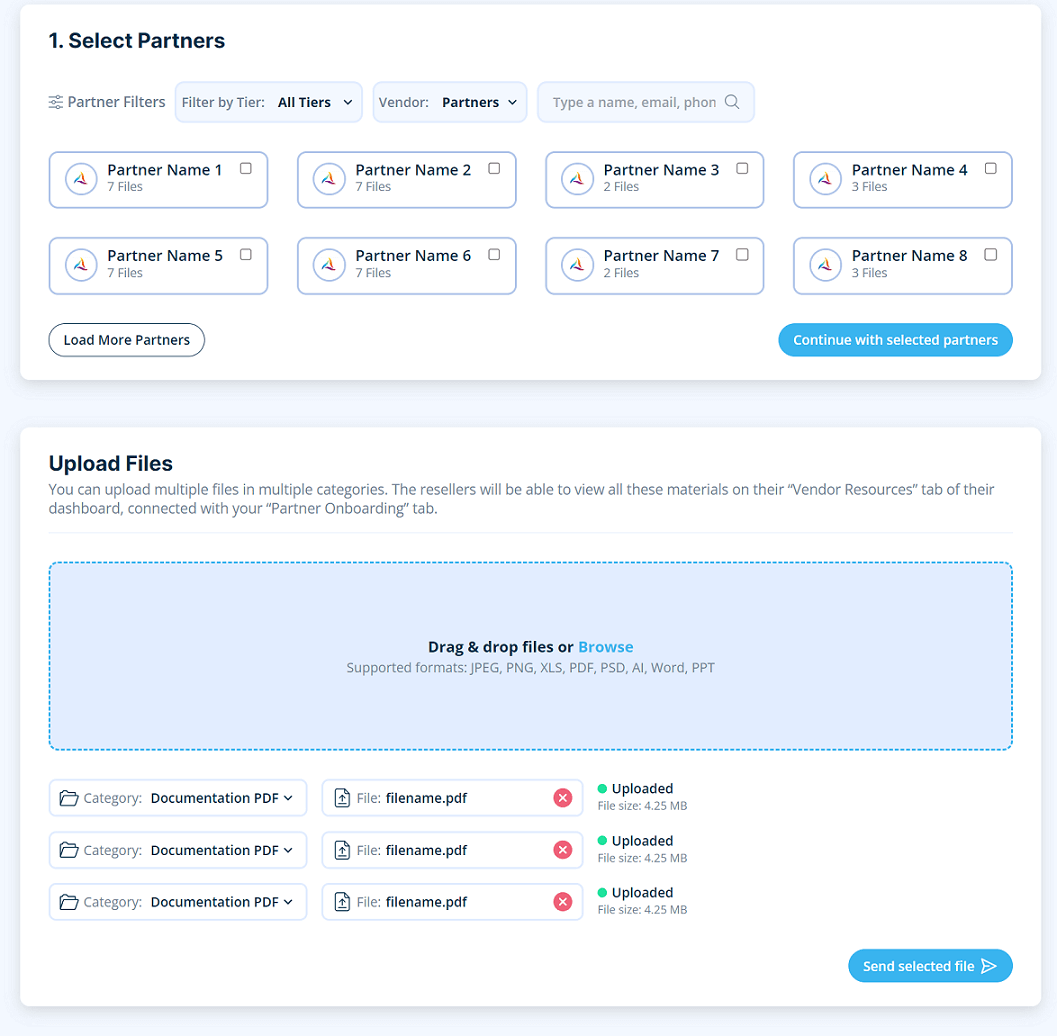 1. Select Partners
Partner Filters Filter by Tier: All Tiers Vendor: Partners Type a name, email, phon
Partner Name 1 Partner Name 2 Partner Name 3 Partner Name 4
7 Files 7 Files 2 Files 3 Files
Partner Name 5 Partner Name 6 Partner Name 7 Partner Name 8
7 Files 7 Files 2 Files 3 Files
Load More Partners Continue with selected partners
Upload Files
You can upload multiple files in multiple categories. The resellers will be able to view all these materials on their “Vendor Resources” tab of their
dashboard, connected with your “Partner Onboarding” tab.
Drag & drop files or Browse
Supported formats: JPEG, PNG, XLS, PDF, PSD, AI, Word, PPT
Category: Documentation PDF File: filename.pdf Uploaded
File size: 4.25 MB
Category: Documentation PDF File: filename.pdf Uploaded
File size: 4.25 MB
Category: Documentation PDF File: filename.pdf Uploaded
File size: 4.25 MB
Send selected file